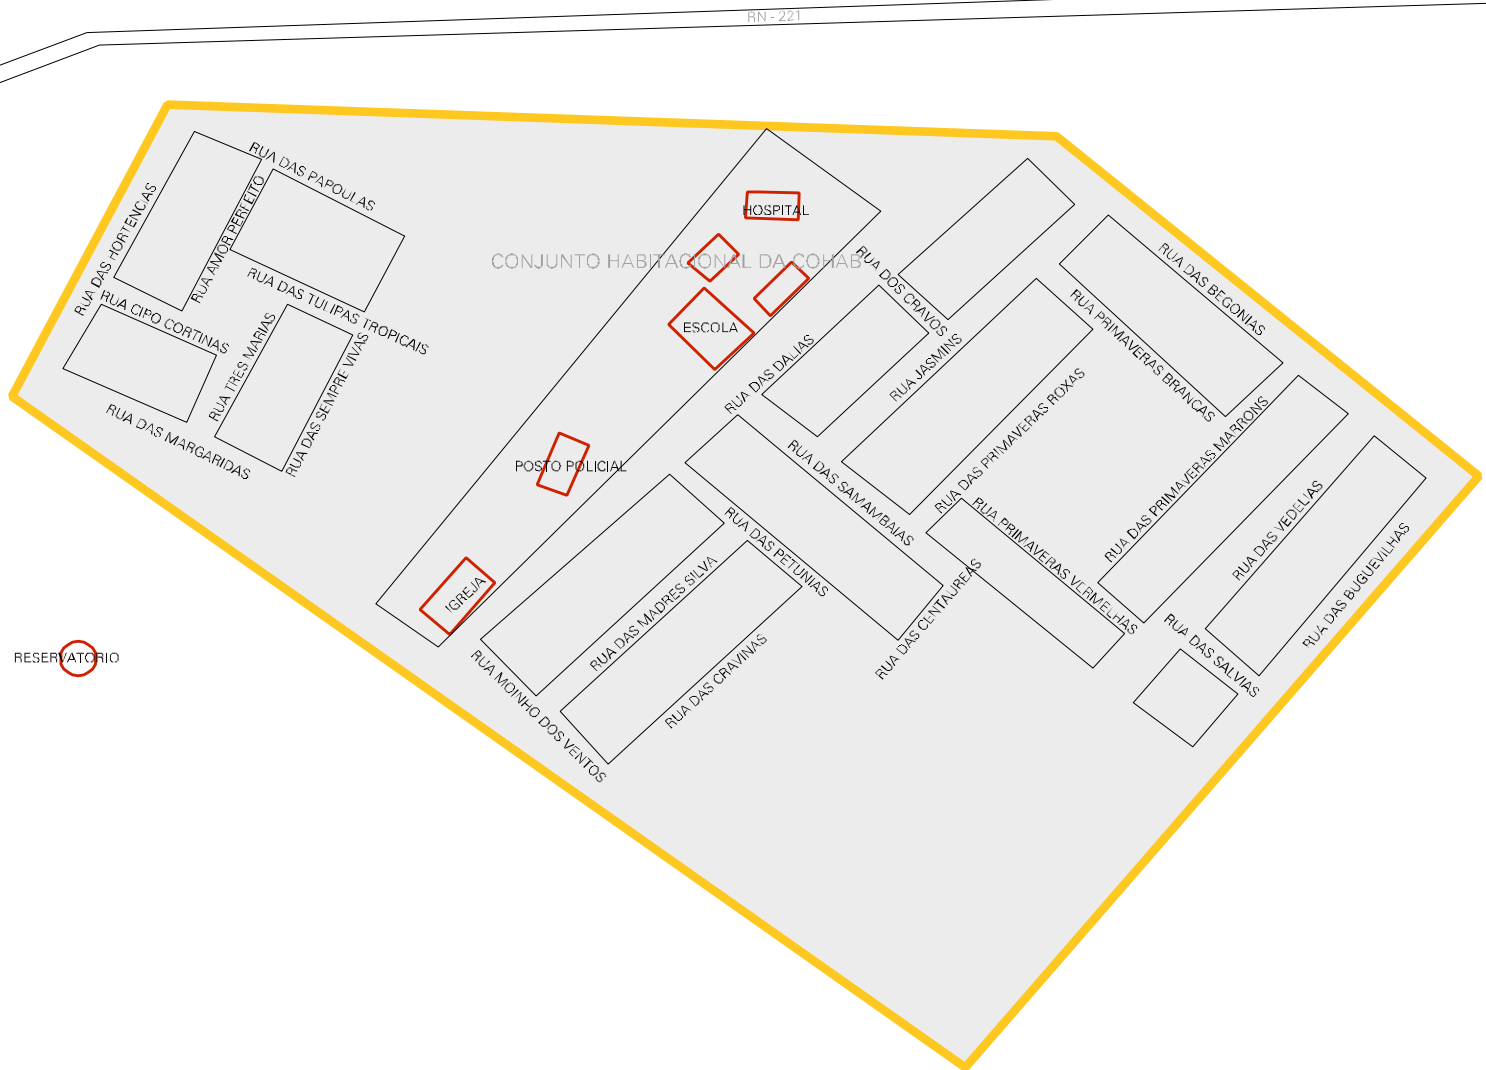 RN - 221
RUA DAS PAPOULAS
RUA DAS HORTENCAS
RUA AMOR PERFEITO
HOSPITAL
CONJUNTO HABITACIONAL DA COHAB
RUA DOS CRAVOS
RUA DAS BEGONIAS
RUA DAS TULIPAS TROPICAIS
RUA CIPO CORTINAS
RUA TRES MARIAS
RUA DAS SEMPRE VIVAS
RUA DAS MARGARIDAS
ESCOLA
RUA DAS DALIAS
RUA JASMINS
S
RUA PRIMAVERAS BRANCAS
RUA DAS PRIMAVERAS ROXAS
RUA DAS PRIMAVERAS MARRONS
POSTO POLICIAL
RUA DAS SAMAMBAIAS
RUA DAS PETUNIAS
RUA PRIMAVERAS VERMELHAS
RUA DAS VEDELIAS
RUA DAS BUGUEVILHAS
IGREJA
RUA DAS MADRES SILVA
RUA DAS CENTAUREAS
RUA DAS SALVIAS
RESERVATORIO
RUA DAS CRAVINAS
RUA MOINHO DOS VENTOS